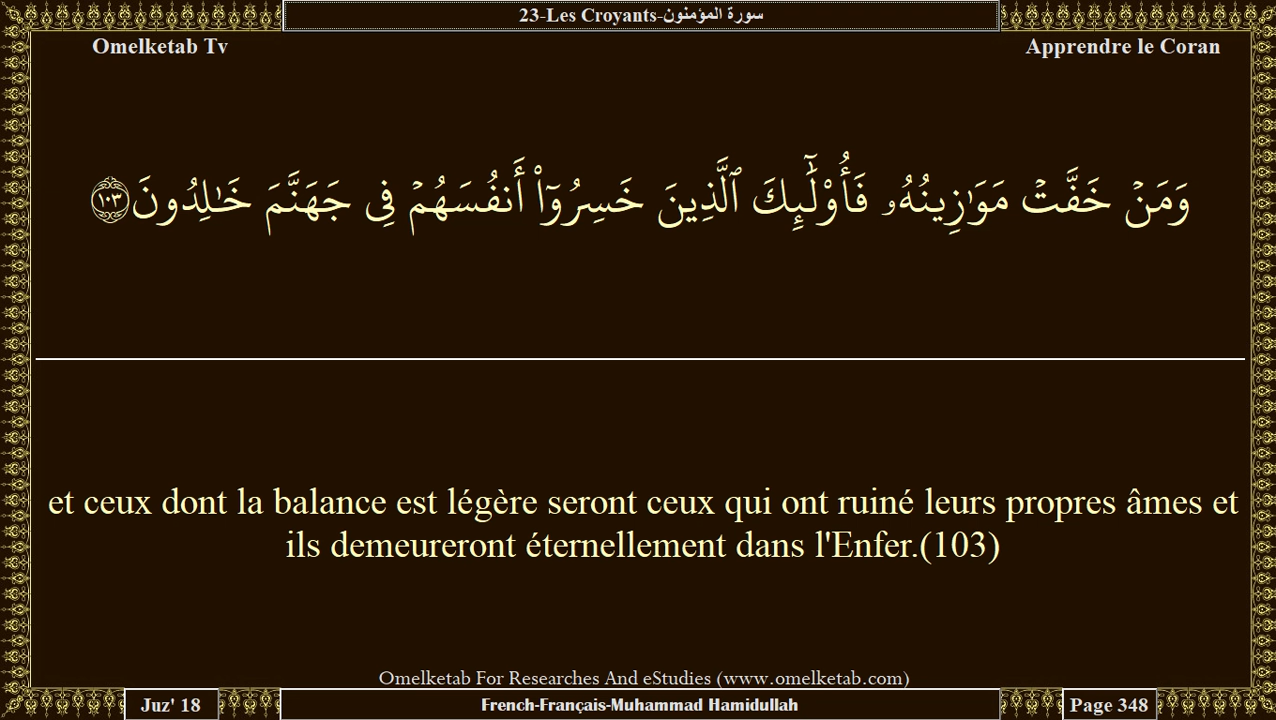 23-Les Croyants-سورة المؤمنون
Omelketab Tv
Apprendre le Coran
وَمَنْ خَفَّتْ مَوَٰزِينُهُۥ فَأُو۟لَٰٓئِكَ ٱلَّذِينَ خَسِرُوٓا۟ أَنفُسَهُمْ فِى جَهَنَّمَ خَٰلِدُونَ ١٠٣
et ceux dont la balance est légère seront ceux qui ont ruiné leurs propres âmes et
ils demeureront éternellement dans l'Enfer.(103)
Omelketab For Researches And eStudies (www.omelketab.com)
Juz' 18
French-Français-Muhammad Hamidullah
Page 348